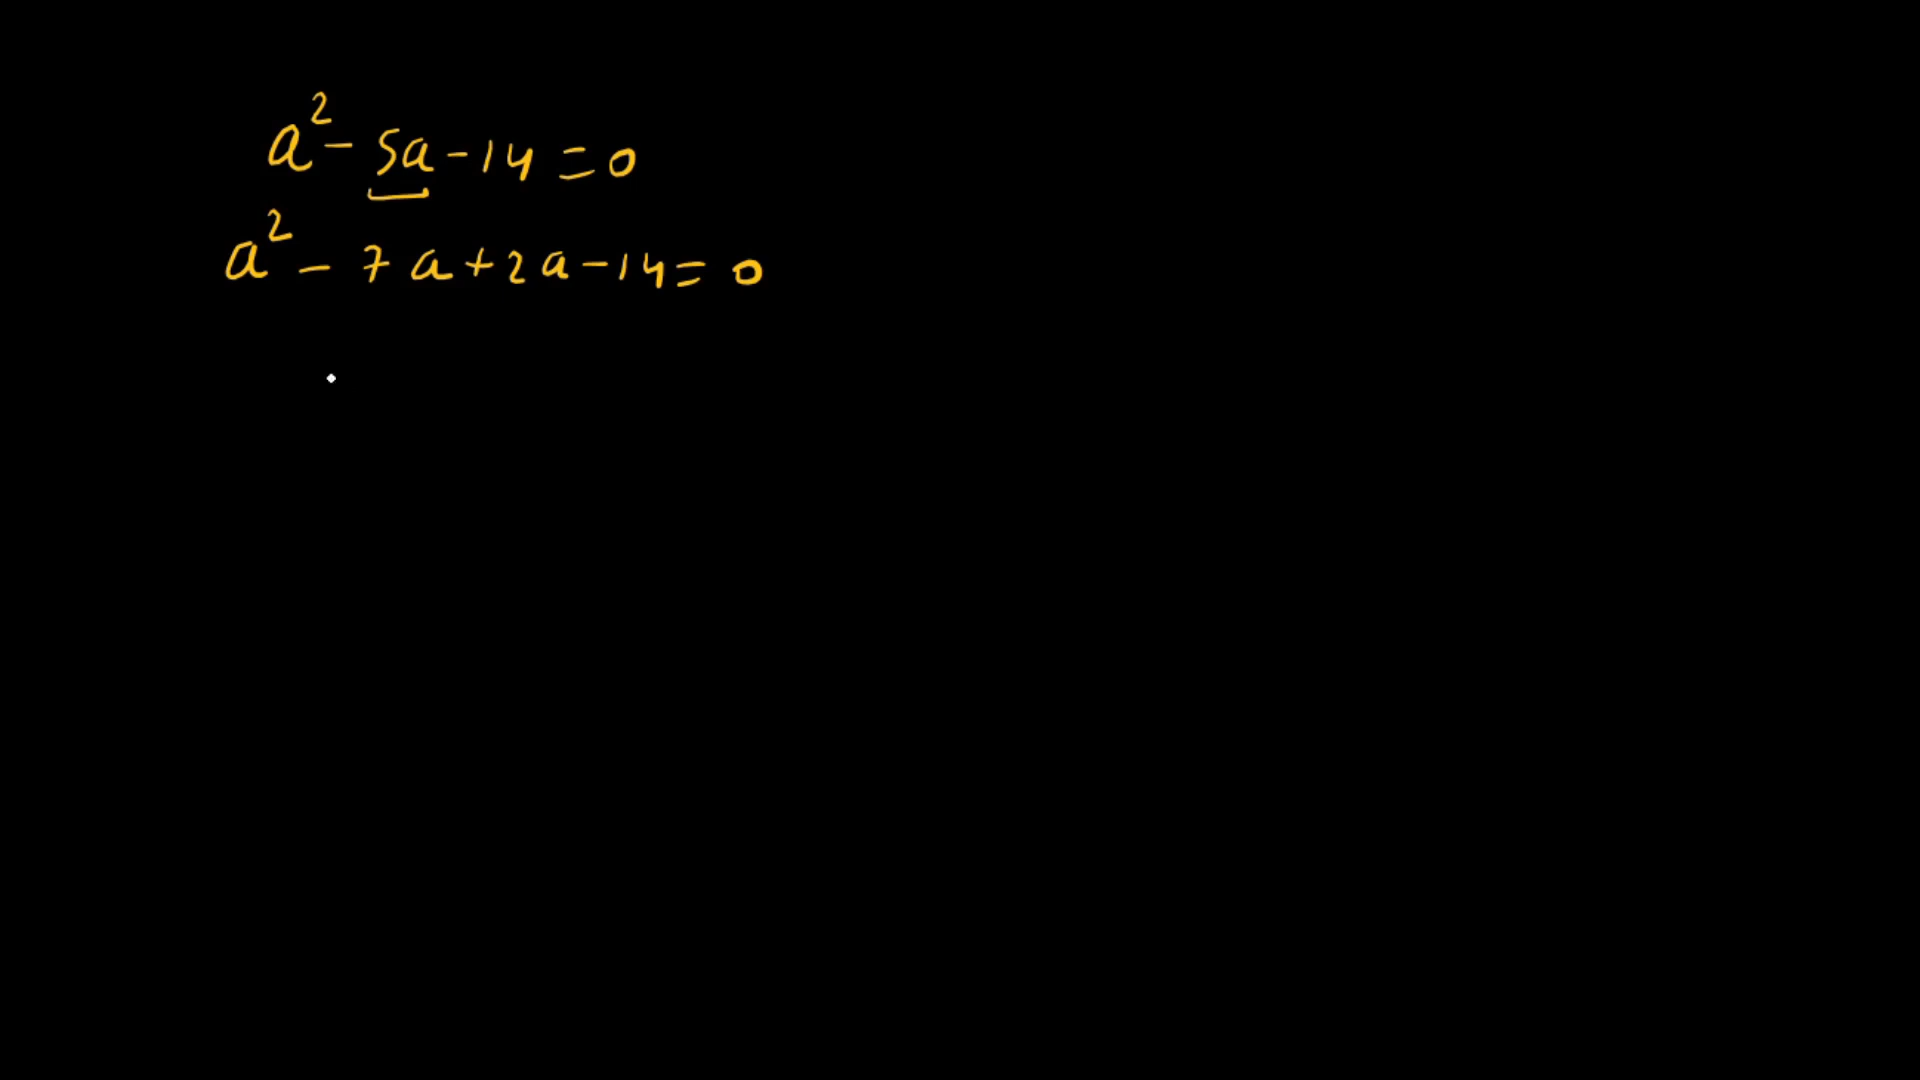 a² - 5a - 14 = 0
a² - 7a + 2a - 14 = 0